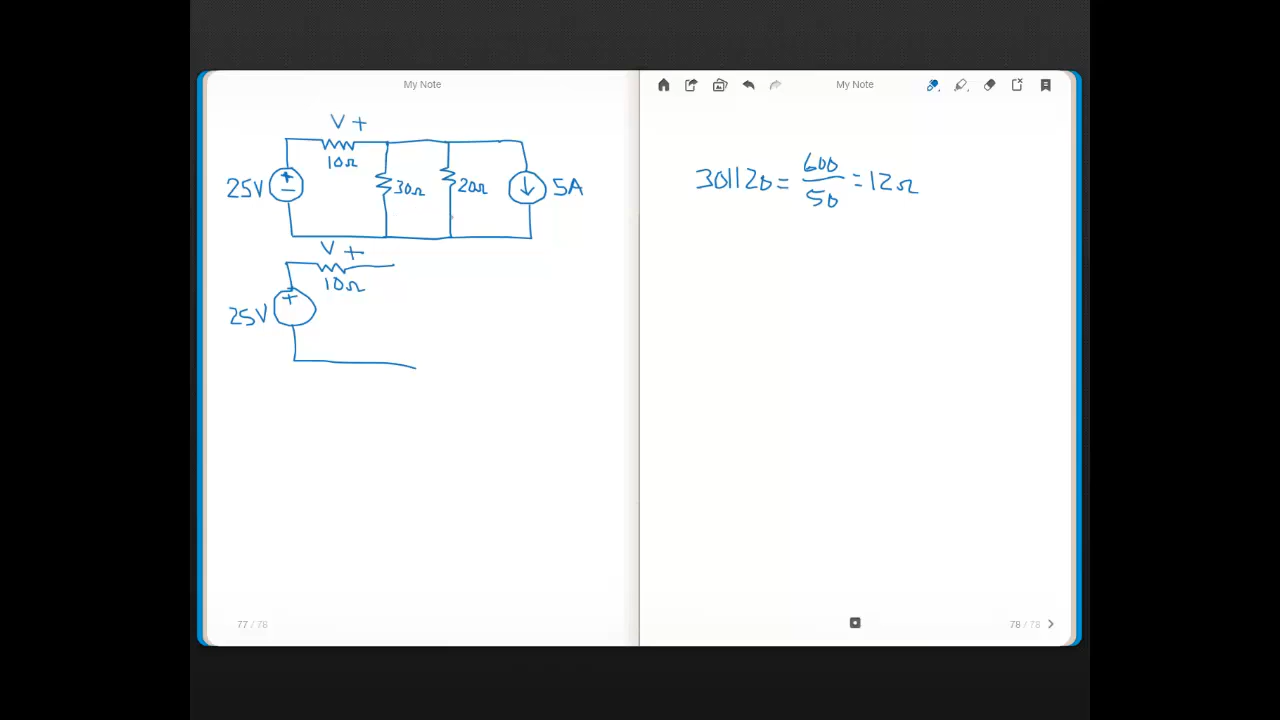 My Note
V +
10Ω
25V
+
−
30Ω
20Ω
5A
V +
10Ω
25V
+
77 / 78
My Note
30||20 = 600/50 = 12Ω
78 / 78